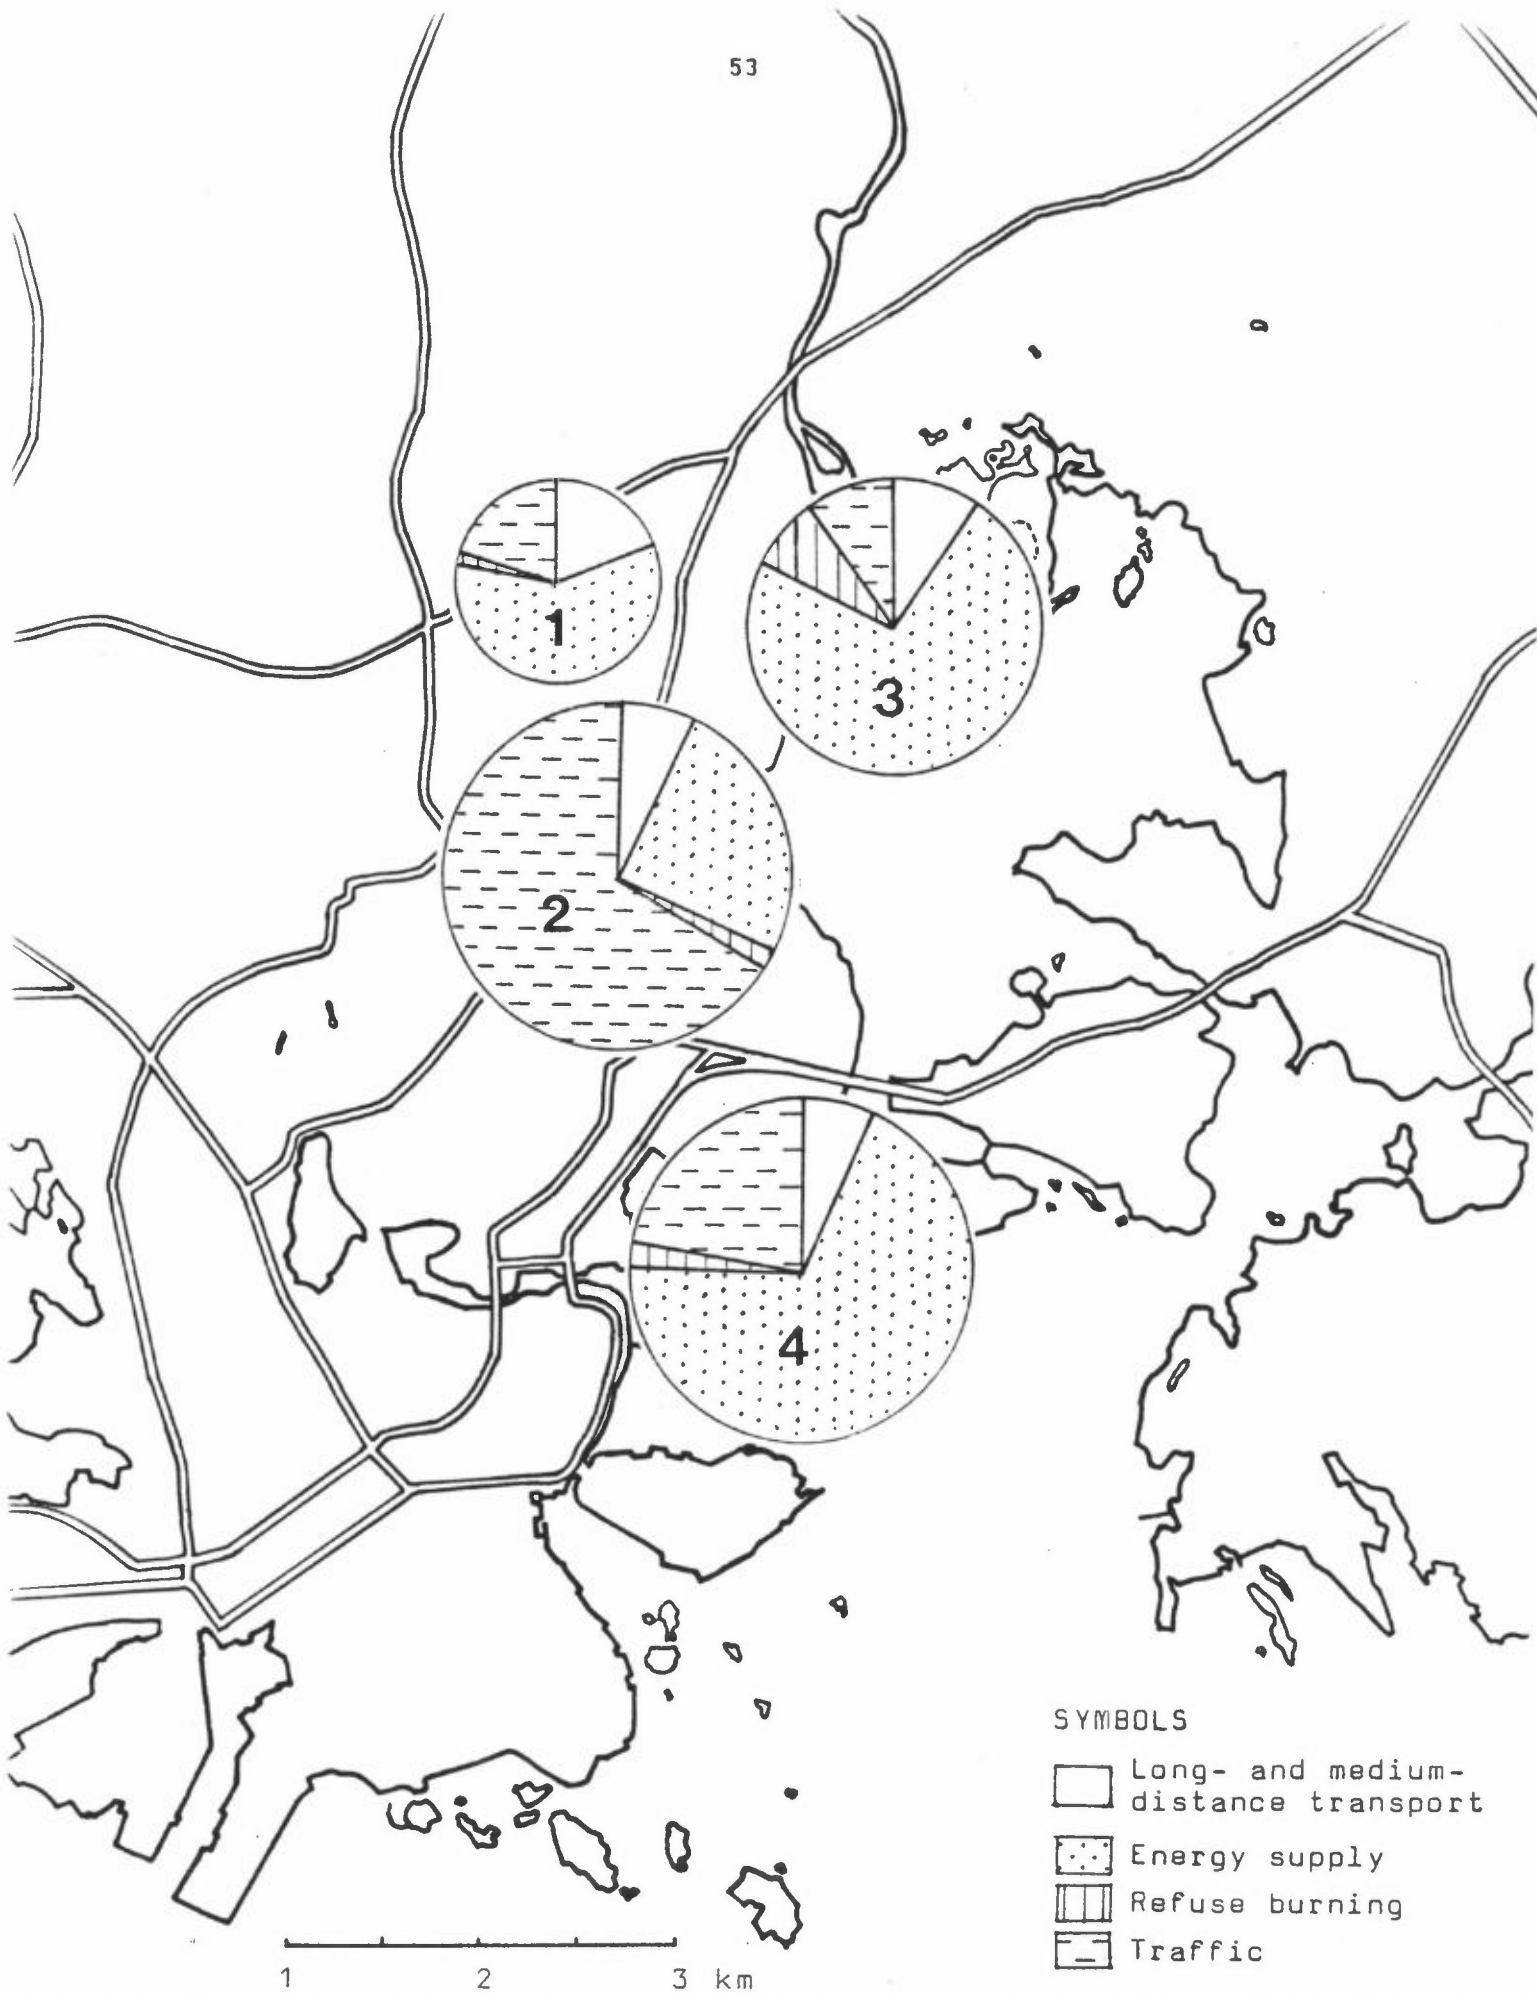 53
1
3
2
4
SYMBOLS
Long- and medium-
distance transport
Energy supply
Refuse burning
Traffic
1 2 3 km